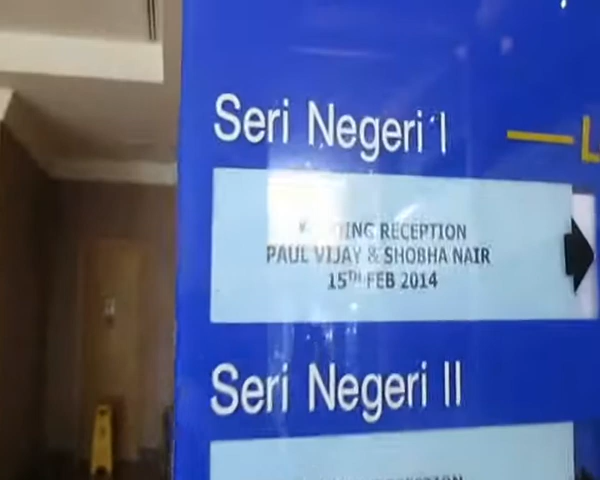 Seri Negeri I
L
RECEPTION
PAUL VIJAY & SHOBHA NAIR
15TH FEB 2014
Seri Negeri II